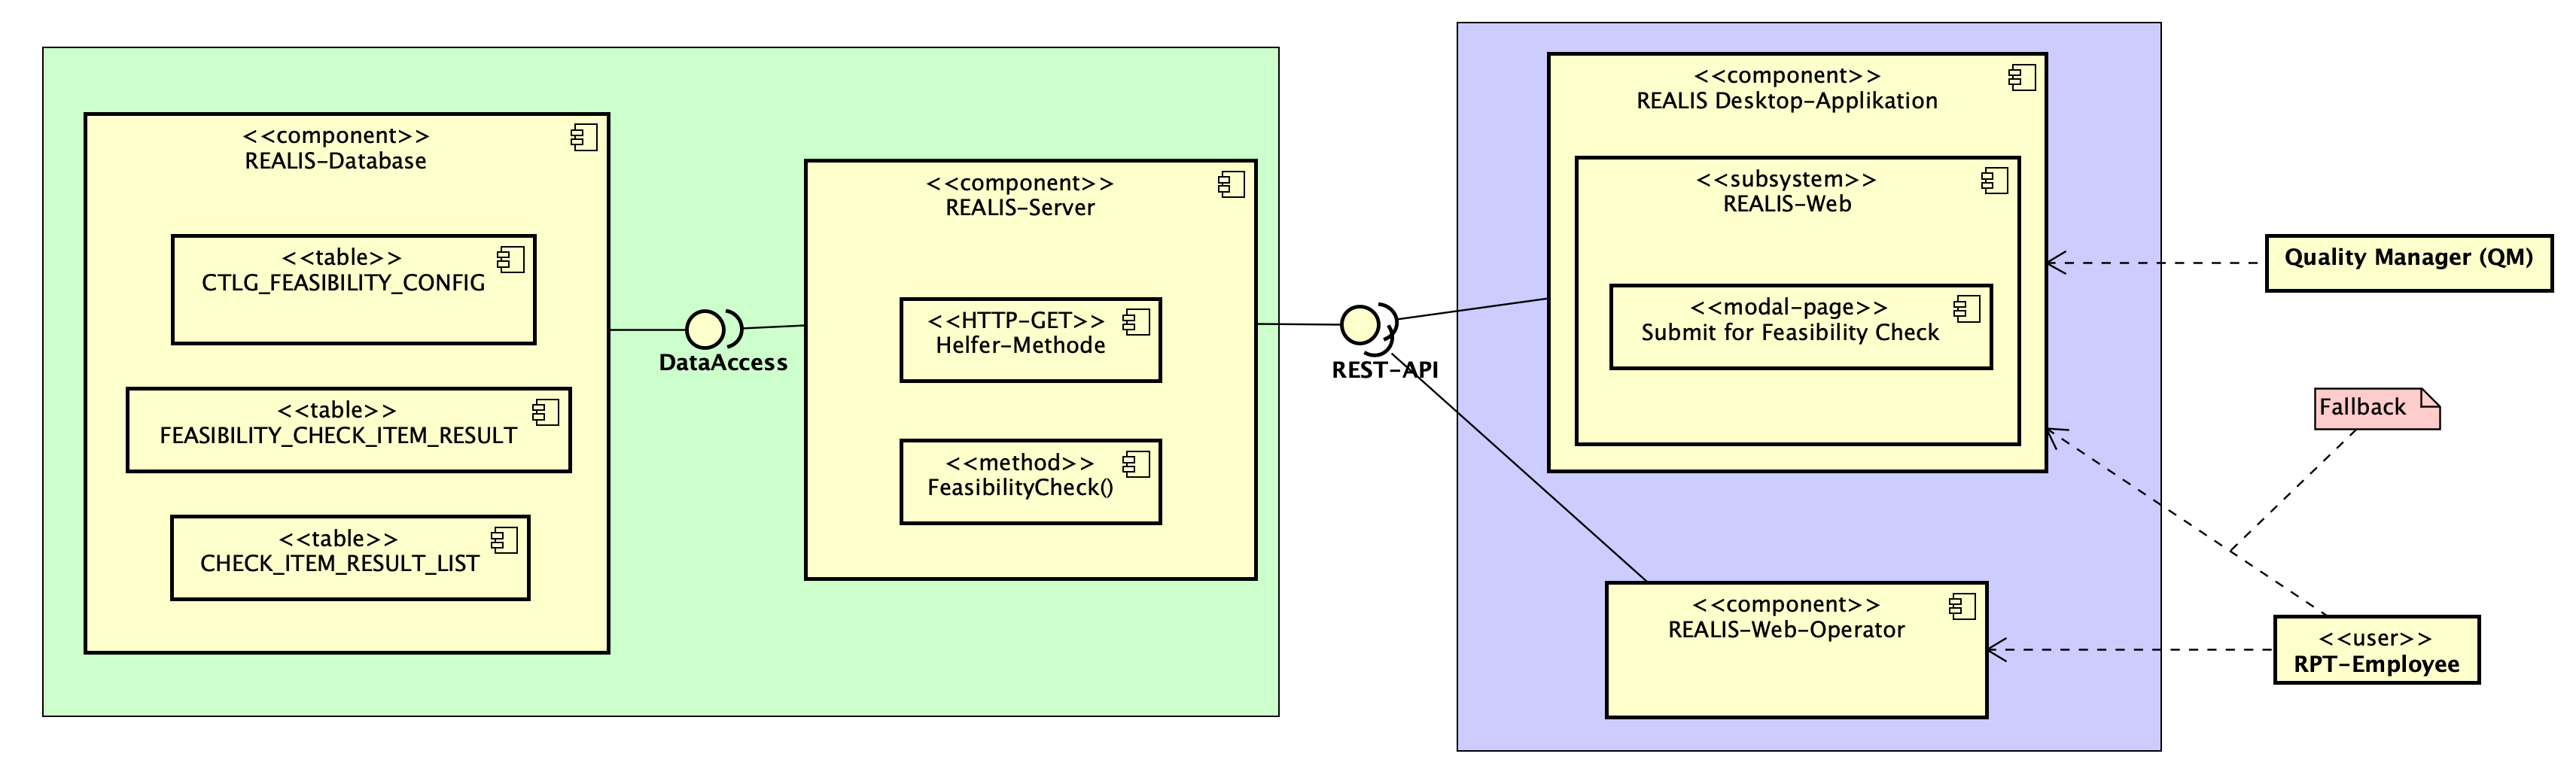 <<component>>
REALIS-Database
<<table>>
CTLG_FEASIBILITY_CONFIG
<<table>>
FEASIBILITY_CHECK_ITEM_RESULT
<<table>>
CHECK_ITEM_RESULT_LIST
DataAccess
<<component>>
REALIS-Server
<<HTTP-GET>>
Helfer-Methode
<<method>>
FeasibilityCheck()
REST-API
<<component>>
REALIS Desktop-Applikation
<<subsystem>>
REALIS-Web
<<modal-page>>
Submit for Feasibility Check
<<component>>
REALIS-Web-Operator
Quality Manager (QM)
Fallback
<<user>>
RPT-Employee